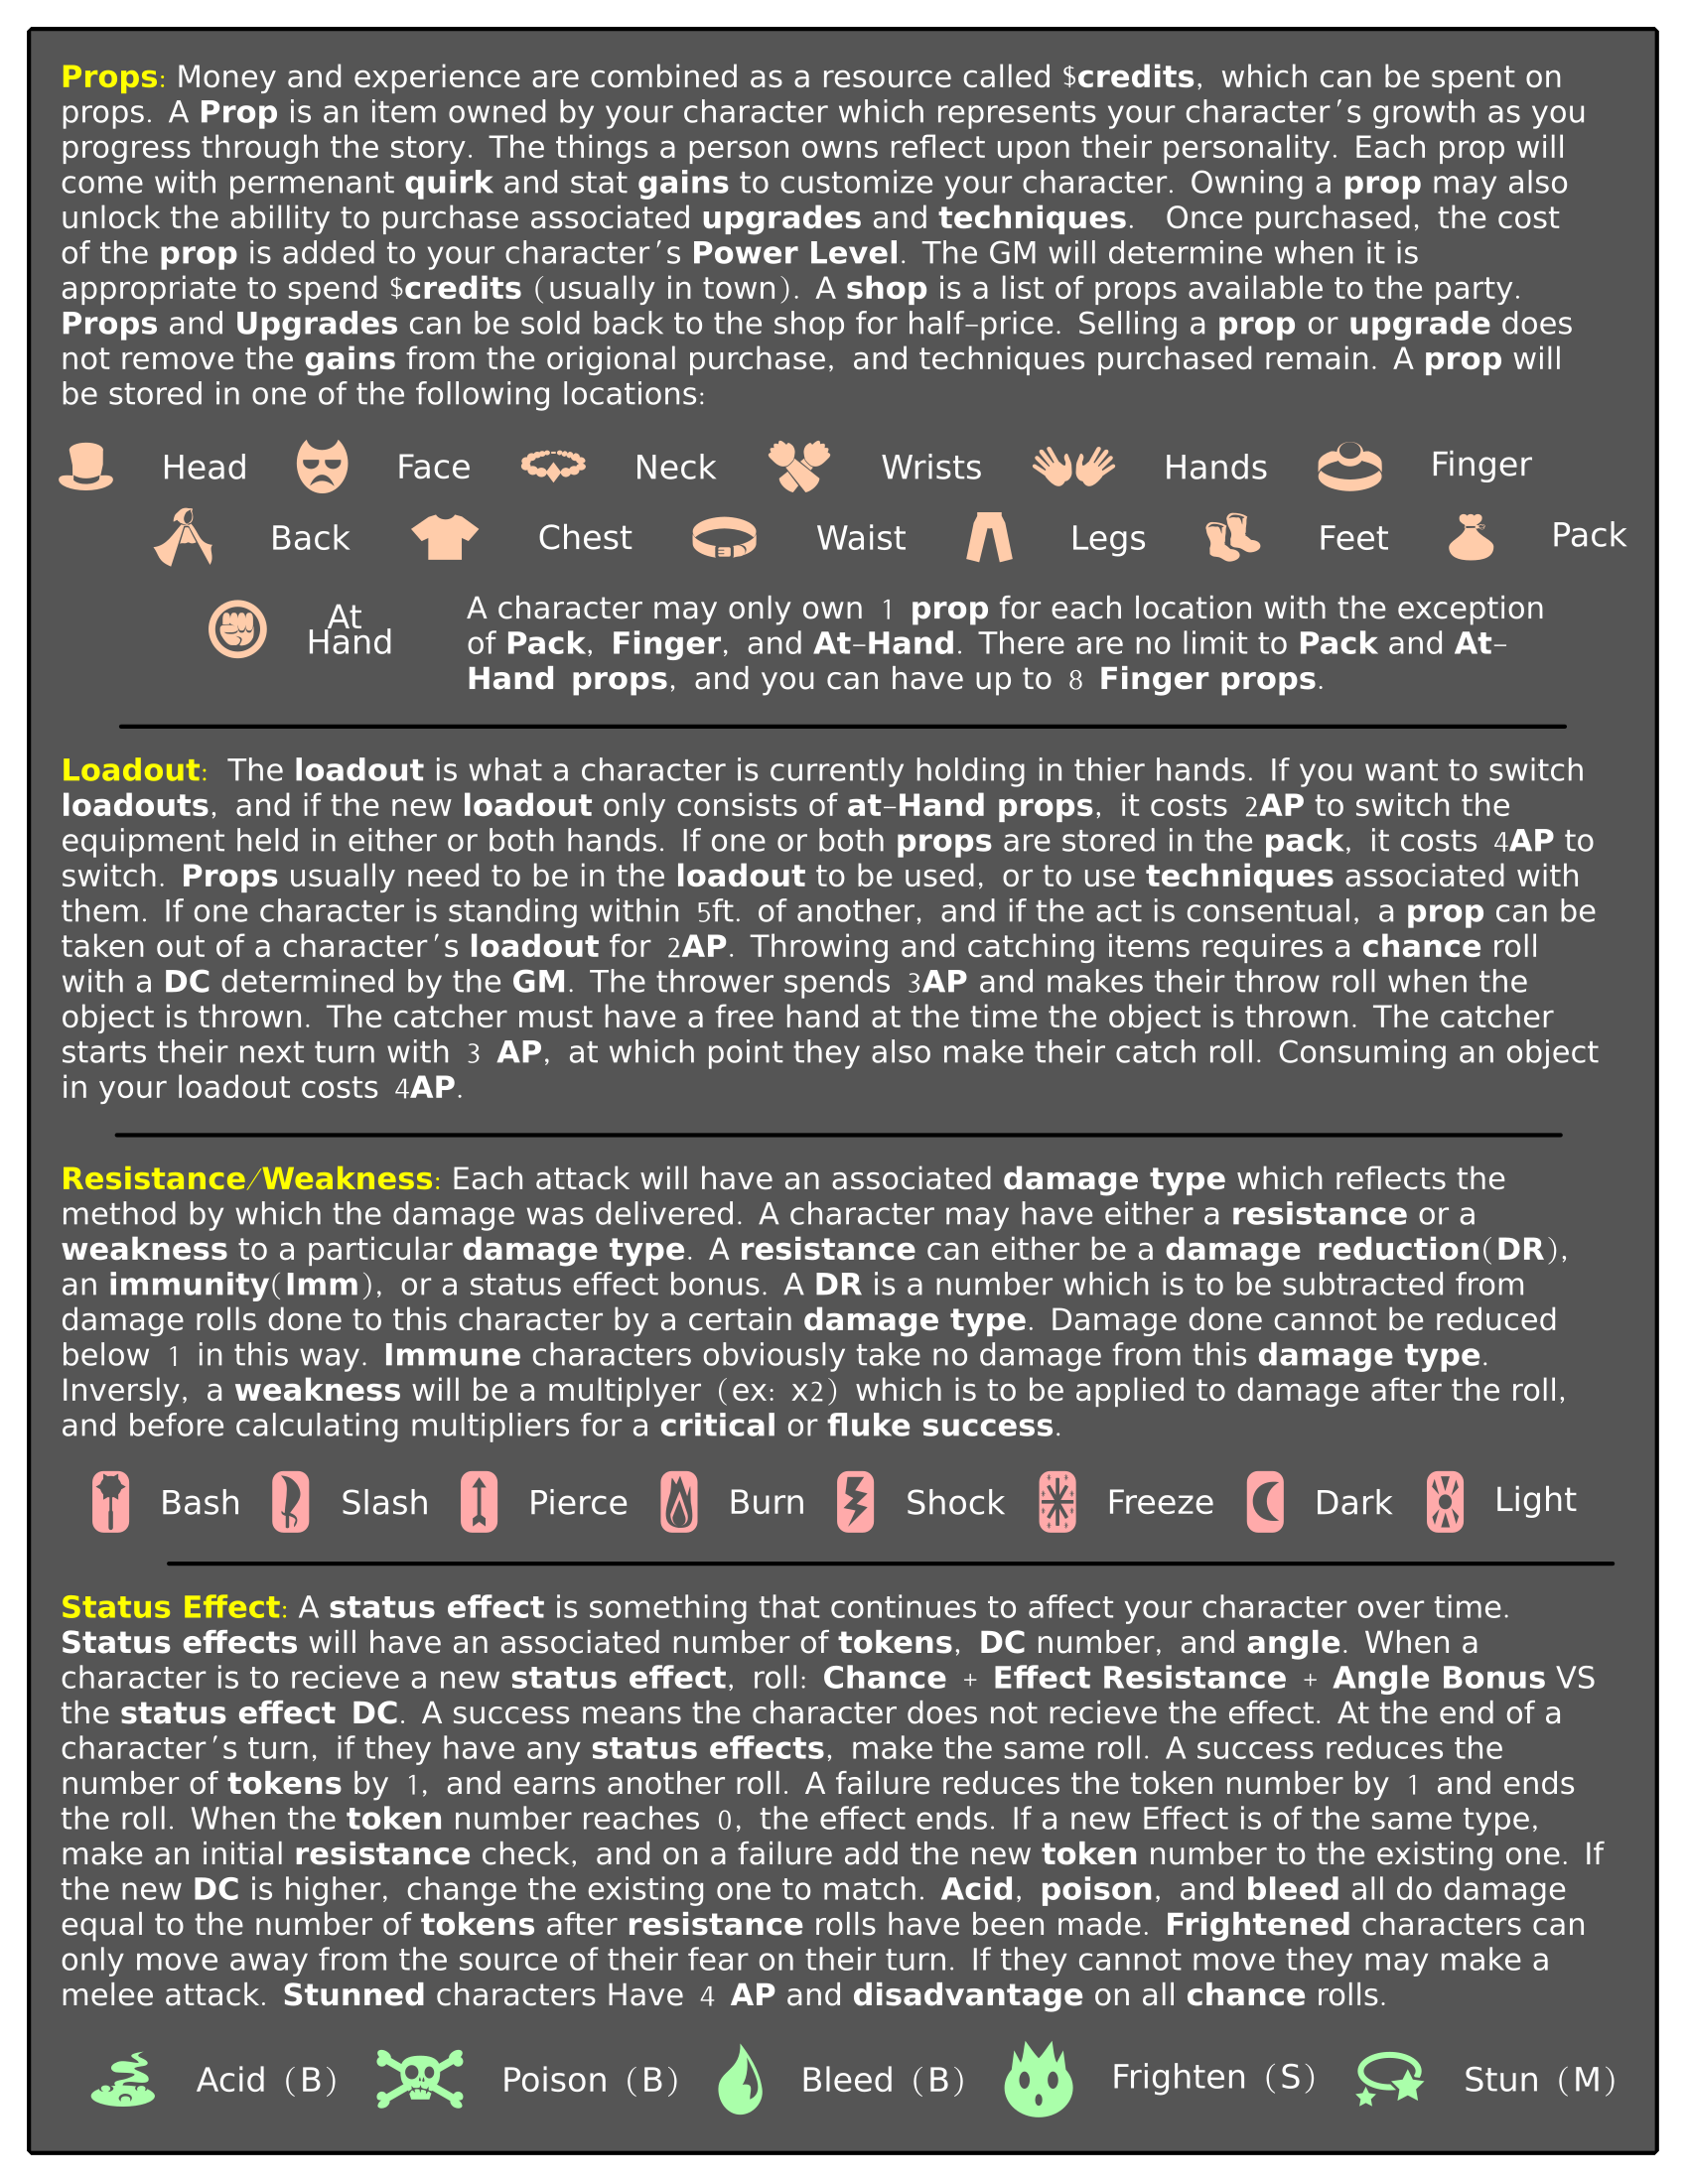 Props: Money and experience are combined as a resource called $credits, which can be spent on
props. A Prop is an item owned by your character which represents your character's growth as you
progress through the story. The things a person owns reflect upon their personality. Each prop will
come with permenant quirk and stat gains to customize your character. Owning a prop may also
unlock the abillity to purchase associated upgrades and techniques. Once purchased, the cost
of the prop is added to your character's Power Level. The GM will determine when it is
appropriate to spend $credits (usually in town). A shop is a list of props available to the party.
Props and Upgrades can be sold back to the shop for half-price. Selling a prop or upgrade does
not remove the gains from the origional purchase, and techniques purchased remain. A prop will
be stored in one of the following locations:
Head Face Neck Wrists Hands Finger
Back Chest Waist Legs Feet Pack
At
Hand
A character may only own 1 prop for each location with the exception
of Pack, Finger, and At-Hand. There are no limit to Pack and At-
Hand props, and you can have up to 8 Finger props.
Loadout: The loadout is what a character is currently holding in thier hands. If you want to switch
loadouts, and if the new loadout only consists of at-Hand props, it costs 2AP to switch the
equipment held in either or both hands. If one or both props are stored in the pack, it costs 4AP to
switch. Props usually need to be in the loadout to be used, or to use techniques associated with
them. If one character is standing within 5ft. of another, and if the act is consentual, a prop can be
taken out of a character's loadout for 2AP. Throwing and catching items requires a chance roll
with a DC determined by the GM. The thrower spends 3AP and makes their throw roll when the
object is thrown. The catcher must have a free hand at the time the object is thrown. The catcher
starts their next turn with 3 AP, at which point they also make their catch roll. Consuming an object
in your loadout costs 4AP.
Resistance/Weakness: Each attack will have an associated damage type which reflects the
method by which the damage was delivered. A character may have either a resistance or a
weakness to a particular damage type. A resistance can either be a damage reduction(DR),
an immunity(Imm), or a status effect bonus. A DR is a number which is to be subtracted from
damage rolls done to this character by a certain damage type. Damage done cannot be reduced
below 1 in this way. Immune characters obviously take no damage from this damage type.
Inversly, a weakness will be a multiplyer (ex: x2) which is to be applied to damage after the roll,
and before calculating multipliers for a critical or fluke success.
Bash Slash Pierce Burn Shock Freeze Dark Light
Status Effect: A status effect is something that continues to affect your character over time.
Status effects will have an associated number of tokens, DC number, and angle. When a
character is to recieve a new status effect, roll: Chance + Effect Resistance + Angle Bonus VS
the status effect DC. A success means the character does not recieve the effect. At the end of a
character's turn, if they have any status effects, make the same roll. A success reduces the
number of tokens by 1, and earns another roll. A failure reduces the token number by 1 and ends
the roll. When the token number reaches 0, the effect ends. If a new Effect is of the same type,
make an initial resistance check, and on a failure add the new token number to the existing one. If
the new DC is higher, change the existing one to match. Acid, poison, and bleed all do damage
equal to the number of tokens after resistance rolls have been made. Frightened characters can
only move away from the source of their fear on their turn. If they cannot move they may make a
melee attack. Stunned characters Have 4 AP and disadvantage on all chance rolls.
Acid (B) Poison (B) Bleed (B) Frighten (S) Stun (M)